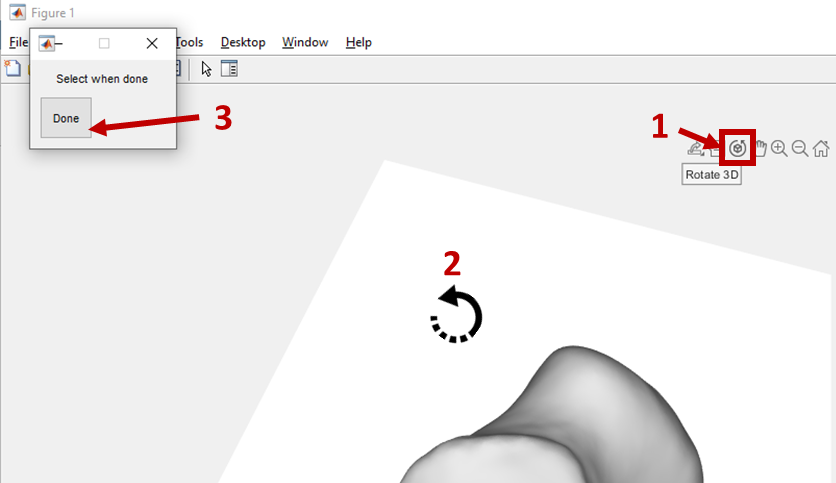 Figure 1
File
Tools Desktop Window Help
Select when done
Done
3
1
Rotate 3D
2